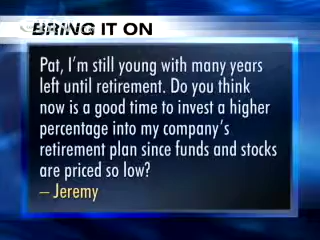 BRING IT ON
Pat, I'm still young with many years
left until retirement. Do you think
now is a good time to invest a higher
percentage into my company's
retirement plan since funds and stocks
are priced so low?
– Jeremy